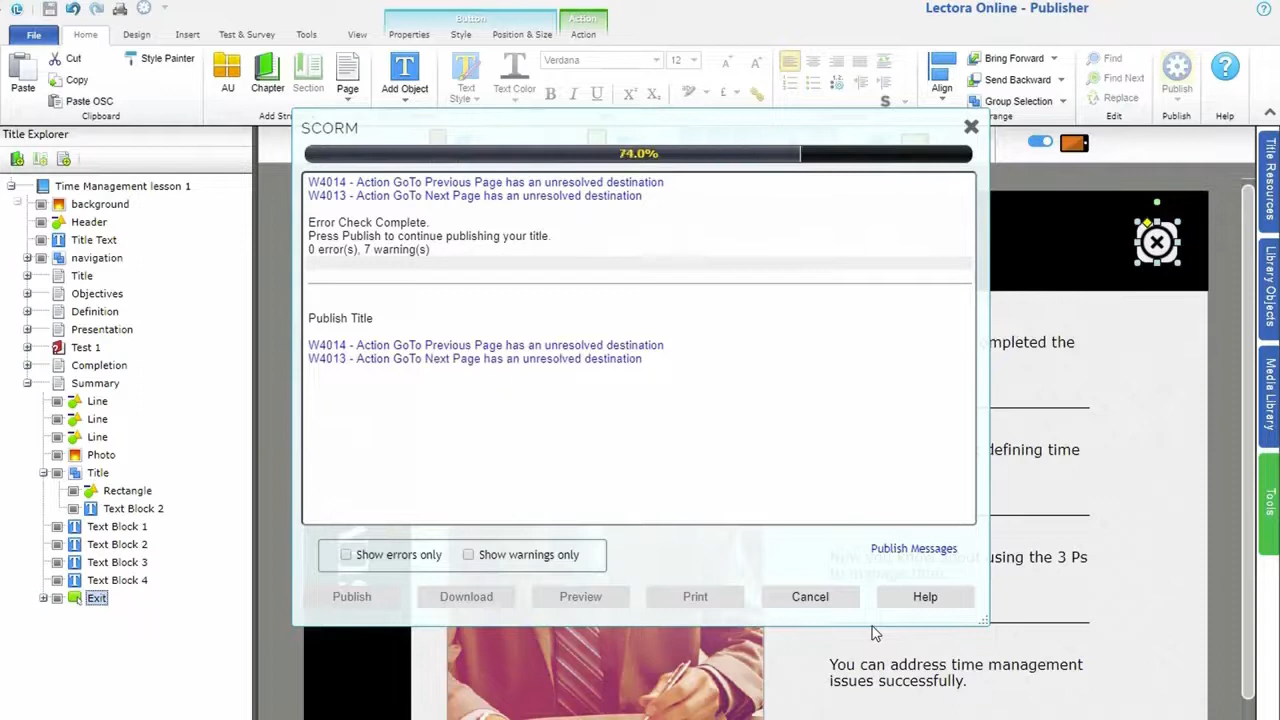 Button
Action
Lectora Online - Publisher
File
Home
Design
Insert
Test & Survey
Tools
View
Properties
Style
Position & Size
Action
Paste
Cut
Copy
Paste OSC
Style Painter
Clipboard
AU
Chapter
Section
Page
Add Object
Text
Style
Text
Color
Verdana
12
B I U X² X₂
£
S
Align
Bring Forward
Send Backward
Group Selection
Find
Find Next
Replace
Edit
Publish
Publish
Help
Help
Title Explorer
Time Management lesson 1
background
Header
Title Text
navigation
Title
Objectives
Definition
Presentation
Test 1
Completion
Summary
Line
Line
Line
Photo
Title
Rectangle
Text Block 2
Text Block 1
Text Block 2
Text Block 3
Text Block 4
Exit
SCORM
74.0%
W4014 - Action GoTo Previous Page has an unresolved destination
W4013 - Action GoTo Next Page has an unresolved destination
Error Check Complete.
Press Publish to continue publishing your title.
0 error(s), 7 warning(s)
Publish Title
W4014 - Action GoTo Previous Page has an unresolved destination
W4013 - Action GoTo Next Page has an unresolved destination
Show errors only
Show warnings only
Publish Messages
Publish
Download
Preview
Print
Cancel
Help
mpleted the
defining time
using the 3 Ps
to manage time.
You can address time management
issues successfully.
Title Resources
Library Objects
Media Library
Tools